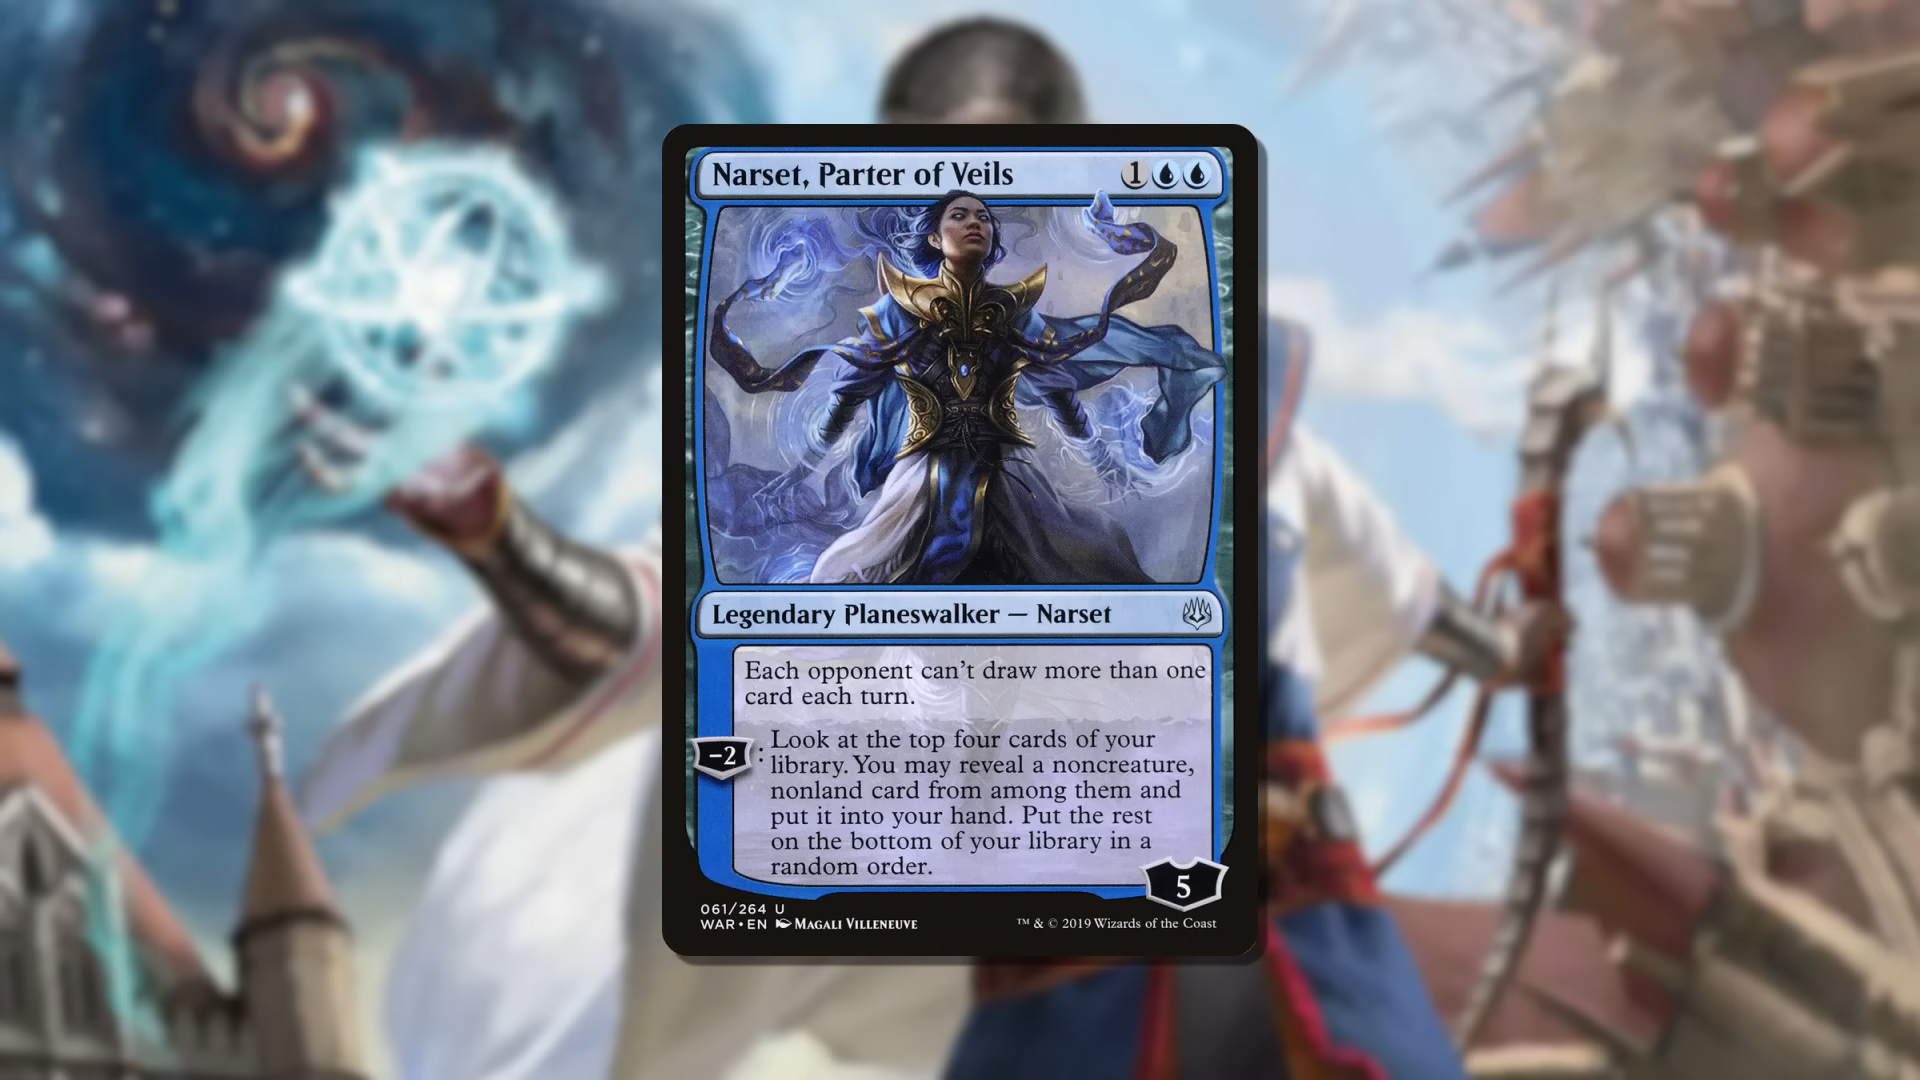 Narset, Parter of Veils 1
Legendary Planeswalker — Narset
Each opponent can't draw more than one
card each turn.
−2: Look at the top four cards of your
library. You may reveal a noncreature,
nonland card from among them and
put it into your hand. Put the rest
on the bottom of your library in a
random order.
5
061/264 U
WAR • EN Magali Villeneuve
™ & © 2019 Wizards of the Coast